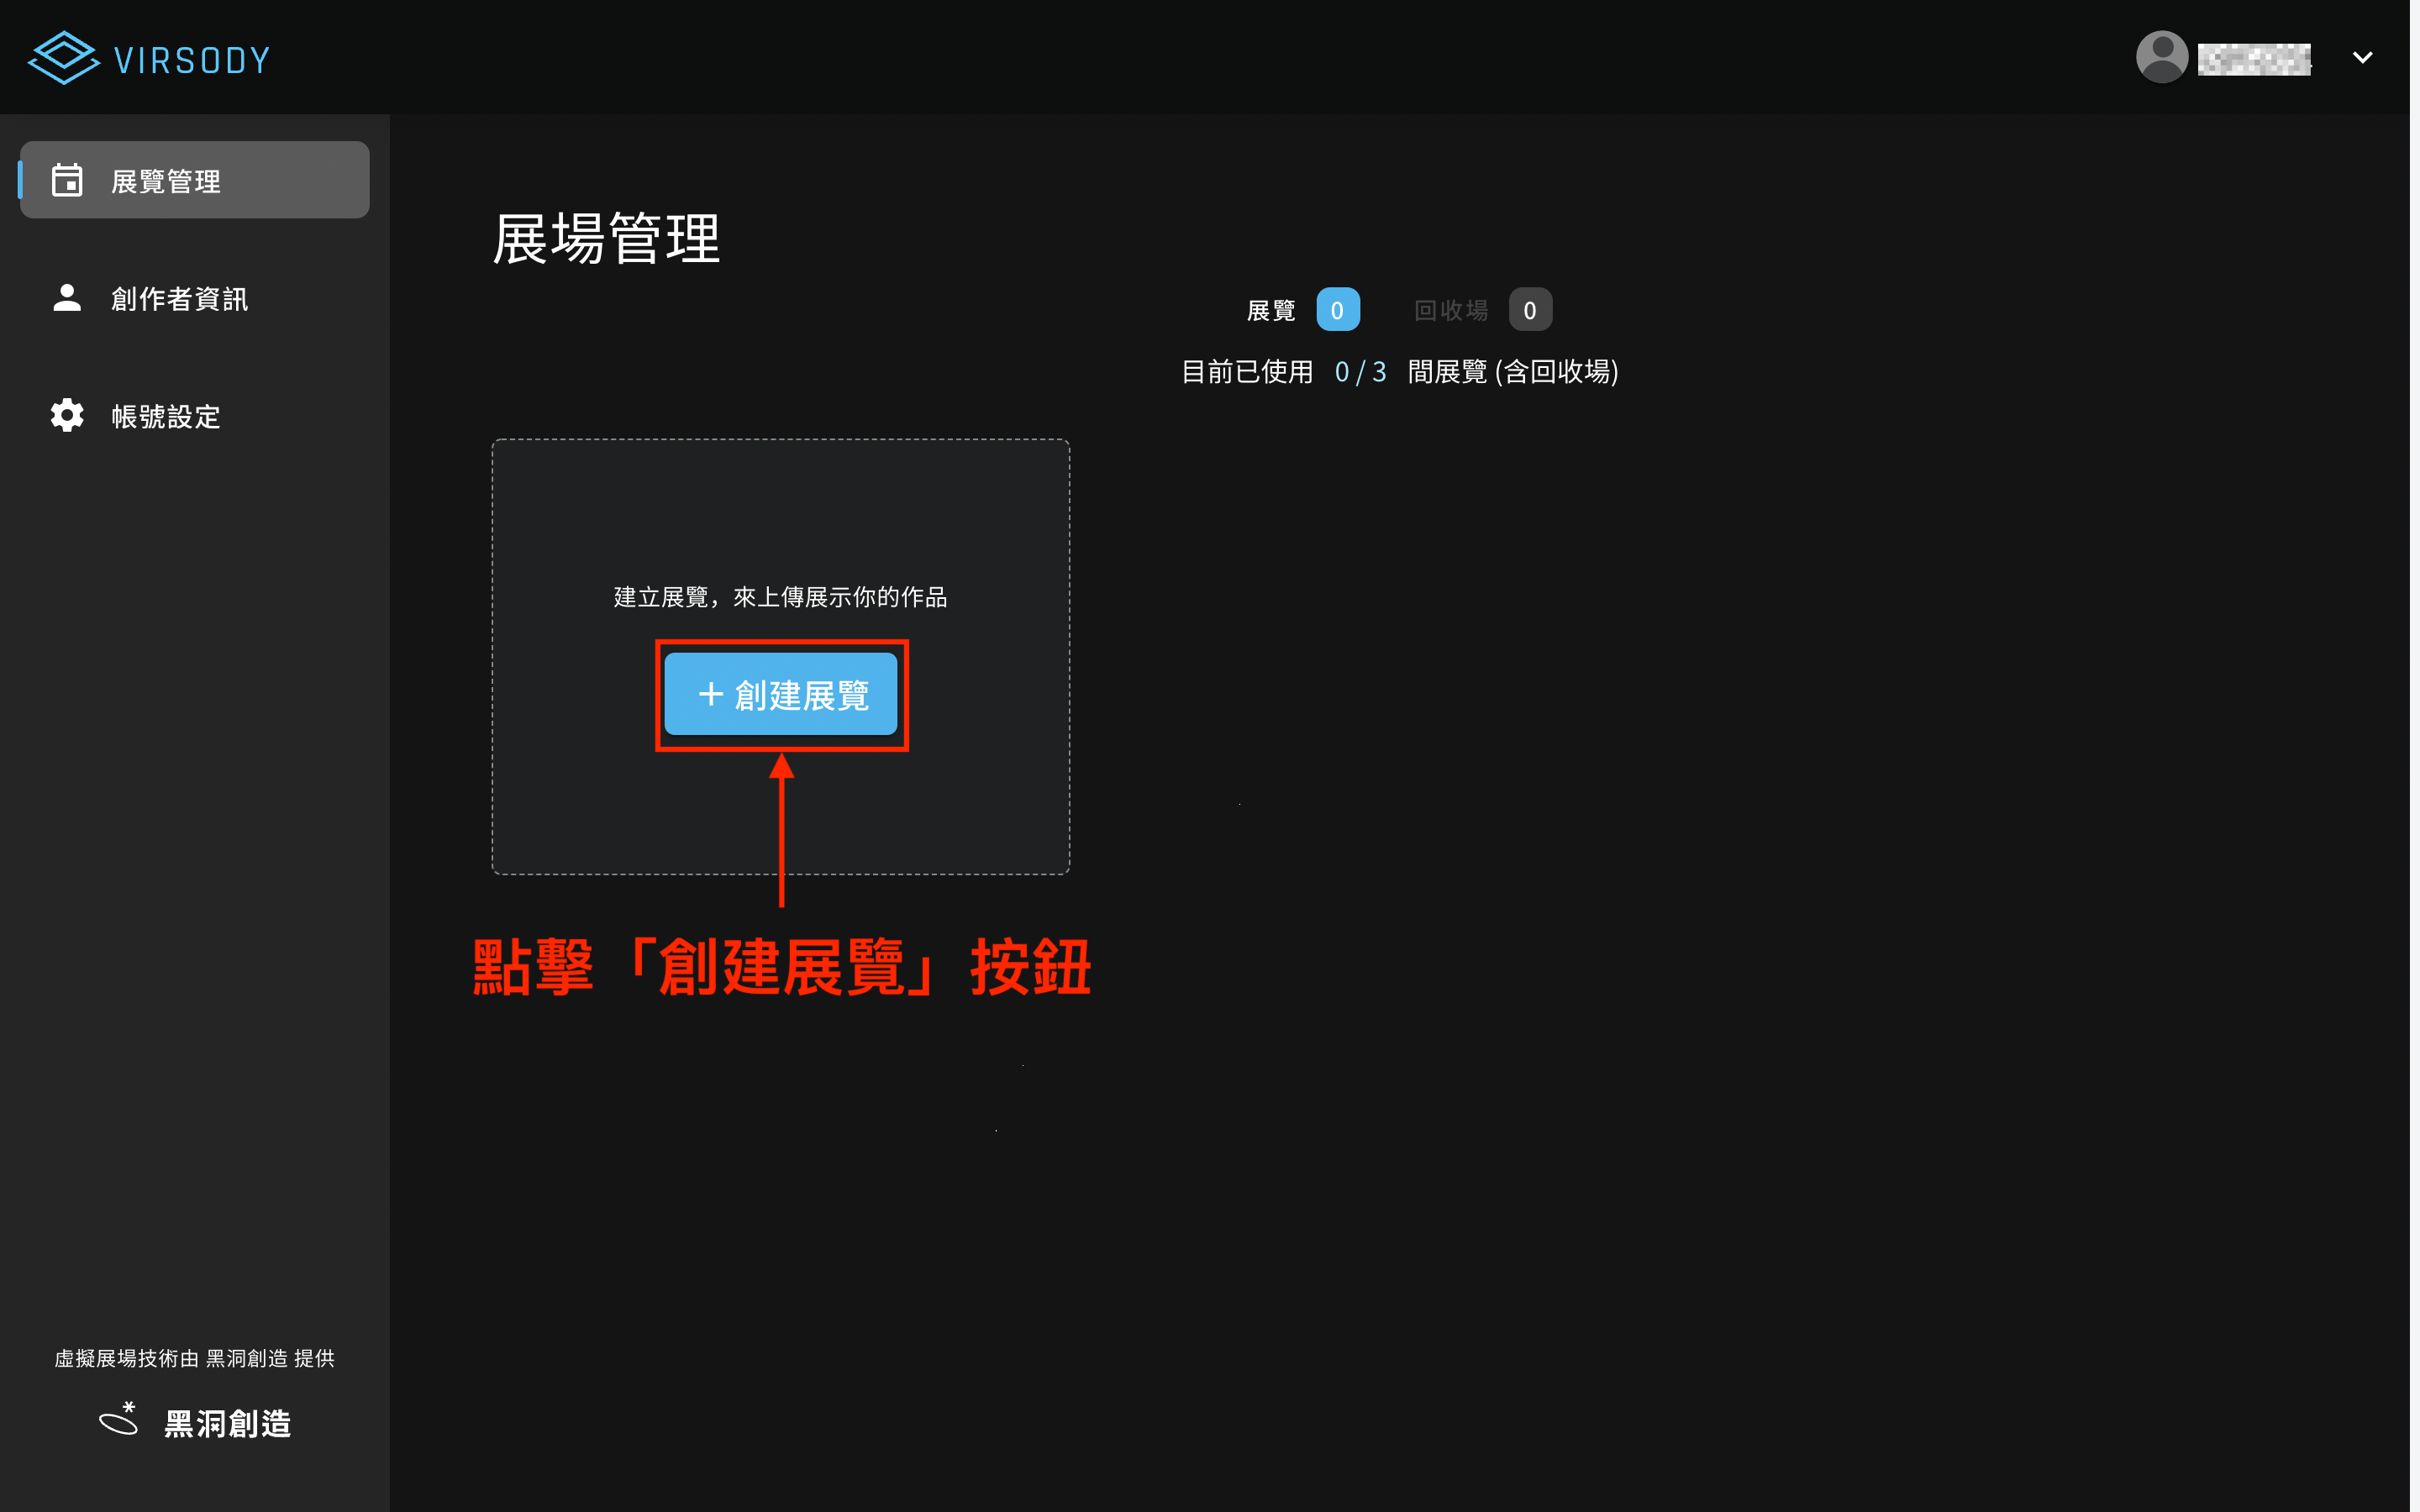 VIRSODY
展覽管理
創作者資訊
帳號設定
展場管理
展覽 0 回收場 0
目前已使用 0 / 3 間展覽 (含回收場)
建立展覽，來上傳展示你的作品
+ 創建展覽
點擊「創建展覽」按鈕
虛擬展場技術由 黑洞創造 提供
黑洞創造